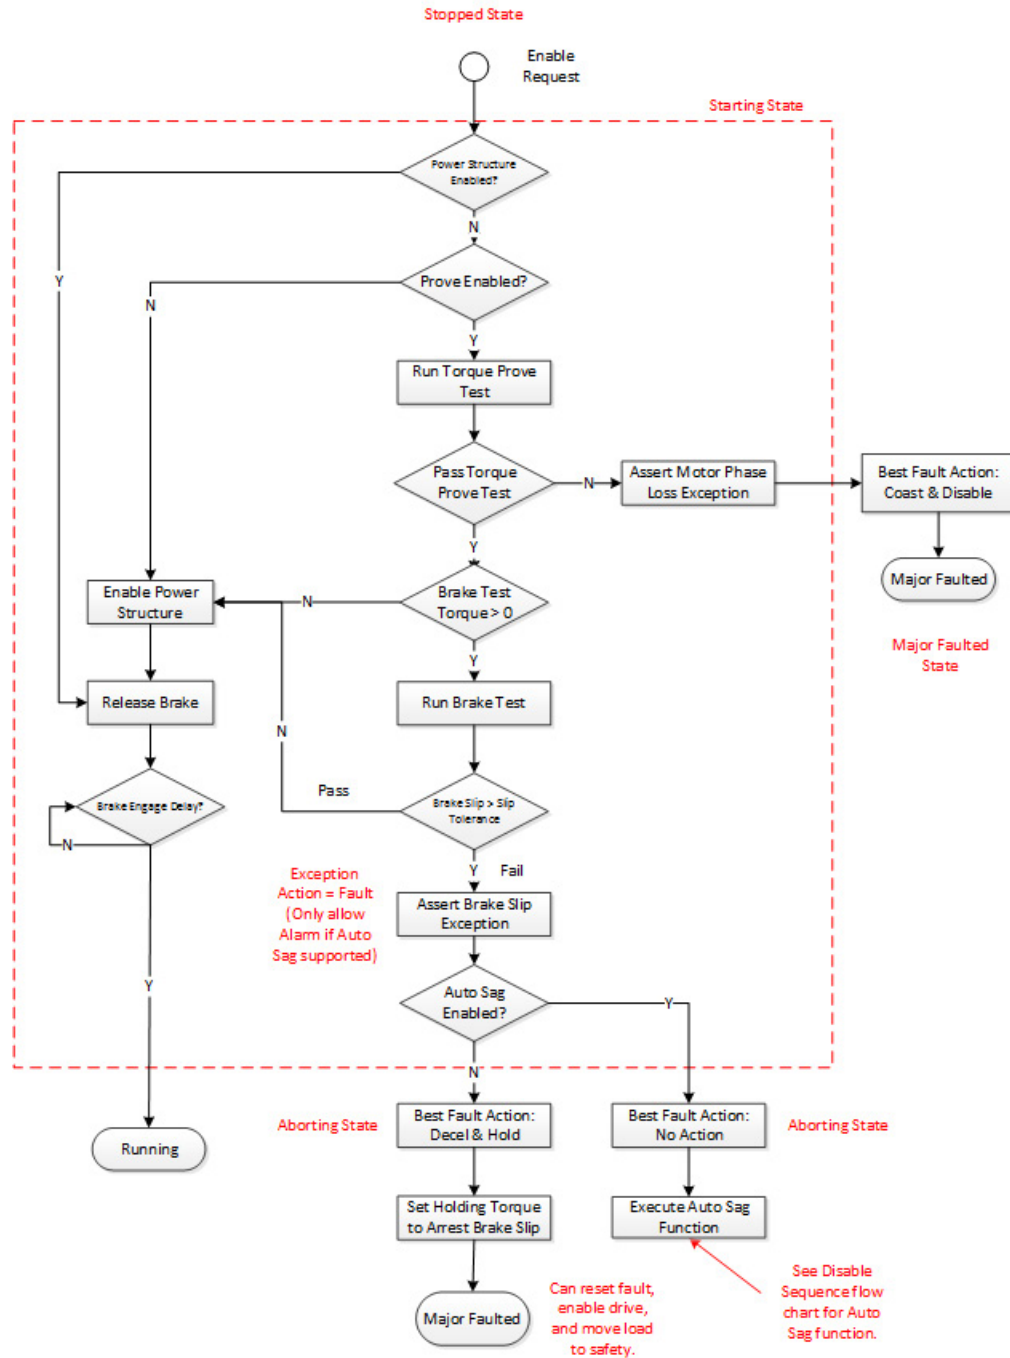 Stopped State
Enable
Request
Starting State
Power Structure
Enabled?
N
Y
Prove Enabled?
N
Y
Run Torque Prove
Test
Pass Torque
Prove Test
N
Assert Motor Phase
Loss Exception
Best Fault Action:
Coast & Disable
Y
Major Faulted
Enable Power
Structure
N
Brake Test
Torque > 0
Major Faulted
State
Y
Release Brake
Run Brake Test
N
Pass
Brake Slip > Slip
Tolerance
Brake Engage Delay?
N
Y
Fail
Exception
Action = Fault
(Only allow
Alarm if Auto
Sag supported)
Assert Brake Slip
Exception
Y
Auto Sag
Enabled?
Y
N
Aborting State
Best Fault Action:
Decel & Hold
Best Fault Action:
No Action
Aborting State
Running
Set Holding Torque
to Arrest Brake Slip
Execute Auto Sag
Function
Major Faulted
Can reset fault,
enable drive,
and move load
to safety.
See Disable
Sequence flow
chart for Auto
Sag function.